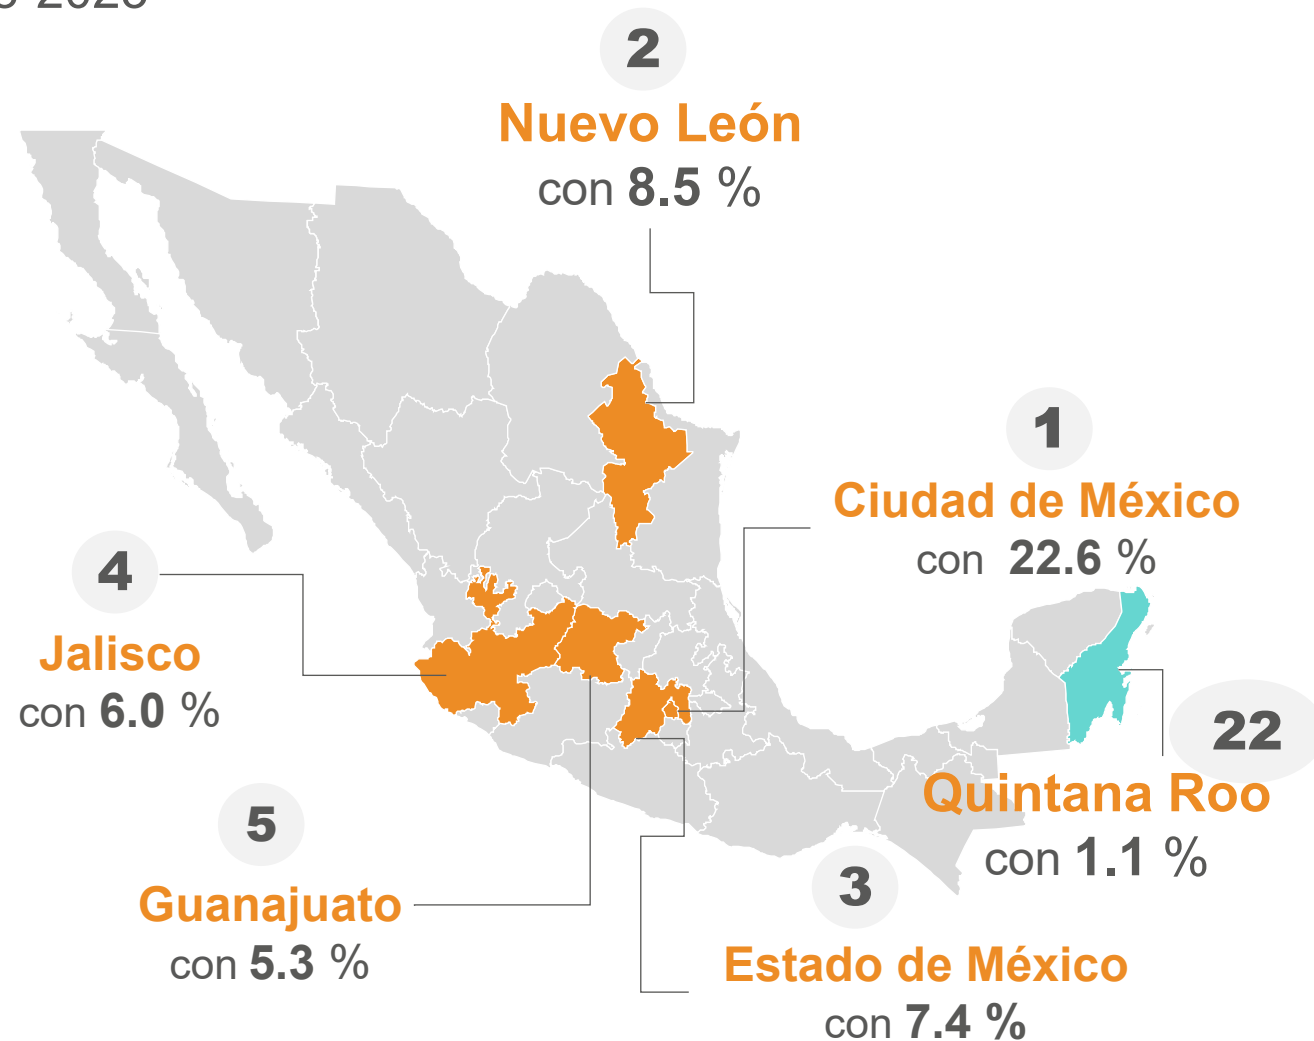 2023
2
Nuevo León
con 8.5 %
1
Ciudad de México
con 22.6 %
4
Jalisco
con 6.0 %
22
Quintana Roo
con 1.1 %
5
Guanajuato
con 5.3 %
3
Estado de México
con 7.4 %